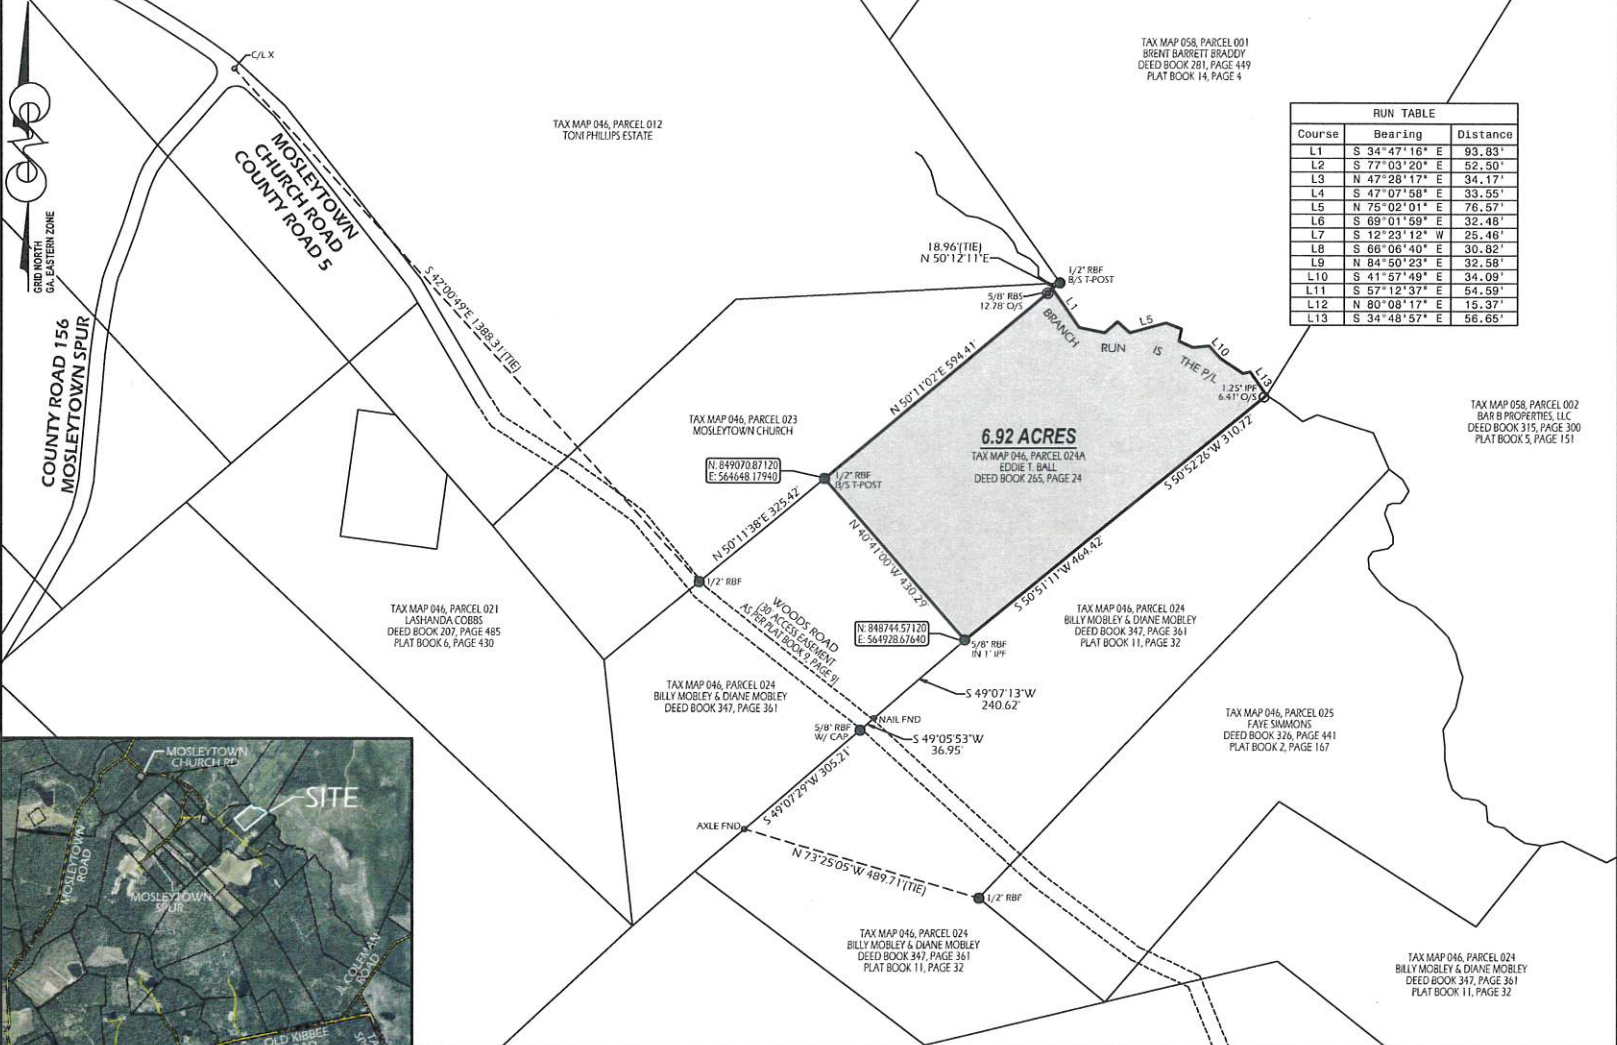 C/L X
GRID NORTH
GA. EASTERN ZONE
MOSLEYTOWN
CHURCH ROAD
COUNTY ROAD 5
COUNTY ROAD 156
MOSLEYTOWN SPUR
S 42°00'49"E 1388.31'(TIE)
TAX MAP 046, PARCEL 012
TONI PHILLIPS ESTATE
TAX MAP 058, PARCEL 001
BRENT BARRETT BRADDY
DEED BOOK 281, PAGE 449
PLAT BOOK 14, PAGE 4
RUN TABLE
Course Bearing Distance
L1 S 34°47'16" E 93.83'
L2 S 77°03'20" E 52.50'
L3 N 47°28'17" E 34.17'
L4 S 47°07'58" E 33.55'
L5 N 75°02'01" E 76.57'
L6 S 69°01'59" E 32.48'
L7 S 12°23'12" W 25.46'
L8 S 66°06'40" E 30.82'
L9 N 84°50'23" E 32.58'
L10 S 41°57'49" E 34.09'
L11 S 57°12'37" E 54.59'
L12 N 80°08'17" E 15.37'
L13 S 34°48'57" E 56.65'
18.96'(TIE)
N 50°12'11"E
1/2" RBF
B/S T-POST
5/8" RBS
12.78' O/S
L1
L5
L10
L13
BRANCH RUN IS THE P/L
1.25" IPF
6.41' O/S
N 50°11'02"E 594.41'
6.92 ACRES
TAX MAP 046, PARCEL 024A
EDDIE T. BALL
DEED BOOK 265, PAGE 24
S 50°52'26"W 310.72'
S 50°51'11"W 464.42'
N 40°41'00"W 430.29'
TAX MAP 058, PARCEL 002
BAR B PROPERTIES, LLC
DEED BOOK 315, PAGE 300
PLAT BOOK 5, PAGE 151
TAX MAP 046, PARCEL 023
MOSLEYTOWN CHURCH
N: 849070.87120
E: 564648.17940
1/2" RBF
B/S T-POST
N 50°11'38"E 325.42'
1/2" RBF
WOODS ROAD
(30' ACCESS EASEMENT
AS PER PLAT BOOK 9, PAGE 9)
N: 848744.57120
E: 564928.67640
5/8" RBF
IN 1" IPF
TAX MAP 046, PARCEL 021
LASHANDA COBBS
DEED BOOK 207, PAGE 485
PLAT BOOK 6, PAGE 430
TAX MAP 046, PARCEL 024
BILLY MOBLEY & DIANE MOBLEY
DEED BOOK 347, PAGE 361
PLAT BOOK 11, PAGE 32
TAX MAP 046, PARCEL 024
BILLY MOBLEY & DIANE MOBLEY
DEED BOOK 347, PAGE 361
S 49°07'13"W
240.62'
NAIL FND
5/8" RBF
W/ CAP
S 49°05'53"W
36.95'
S 49°07'29"W 305.21'
TAX MAP 046, PARCEL 025
FAYE SIMMONS
DEED BOOK 326, PAGE 441
PLAT BOOK 2, PAGE 167
AXLE FND
N 73°25'05"W 489.71'(TIE)
1/2" RBF
TAX MAP 046, PARCEL 024
BILLY MOBLEY & DIANE MOBLEY
DEED BOOK 347, PAGE 361
PLAT BOOK 11, PAGE 32
TAX MAP 046, PARCEL 024
BILLY MOBLEY & DIANE MOBLEY
DEED BOOK 347, PAGE 361
PLAT BOOK 11, PAGE 32
MOSLEYTOWN
CHURCH RD
SITE
MOSLEYTOWN
ROAD
MOSLEYTOWN
SPUR
COLEMAN
ROAD
OLD KIBBEE